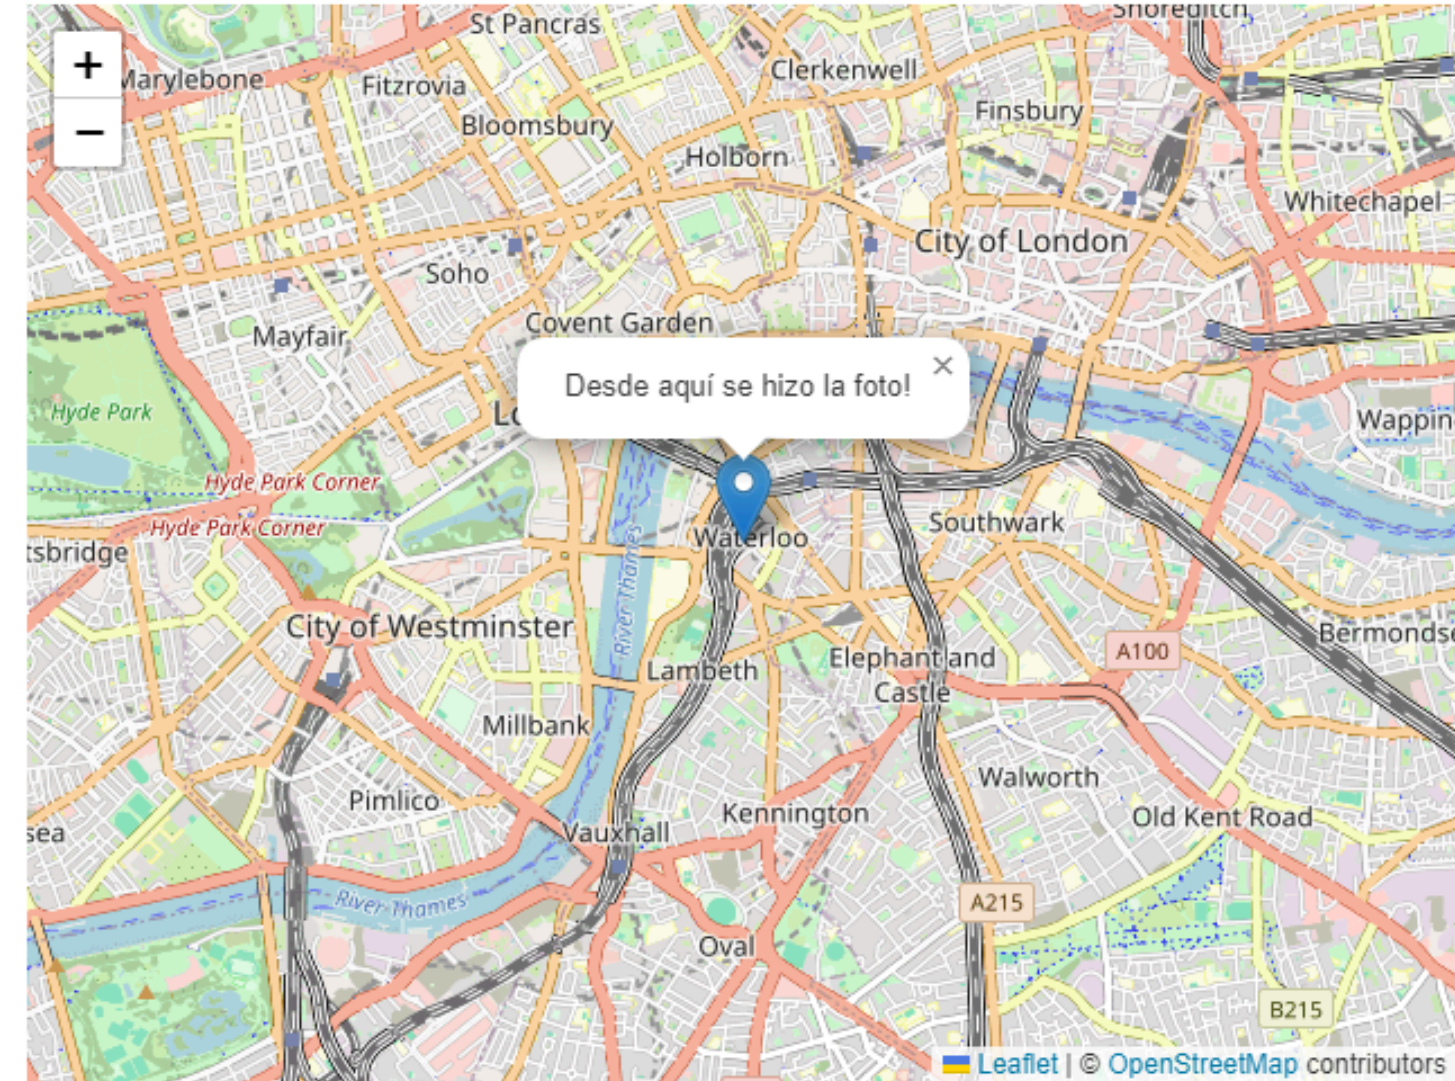 Shoreditch
St Pancras
+
Marylebone
Fitzrovia
Clerkenwell
Finsbury
Bloomsbury
−
Holborn
Whitechapel
City of London
Soho
Covent Garden
Mayfair
×
Desde aquí se hizo la foto!
Hyde Park
Lo
Wappin
Hyde Park Corner
Hyde Park Corner
Southwark
Waterloo
tsbridge
River Thames
City of Westminster
Bermonds
A100
Elephant and
Castle
Lambeth
Millbank
Walworth
Pimlico
Kennington
Old Kent Road
Vauxhall
sea
River Thames
A215
Oval
B215
Leaflet | © OpenStreetMap contributors